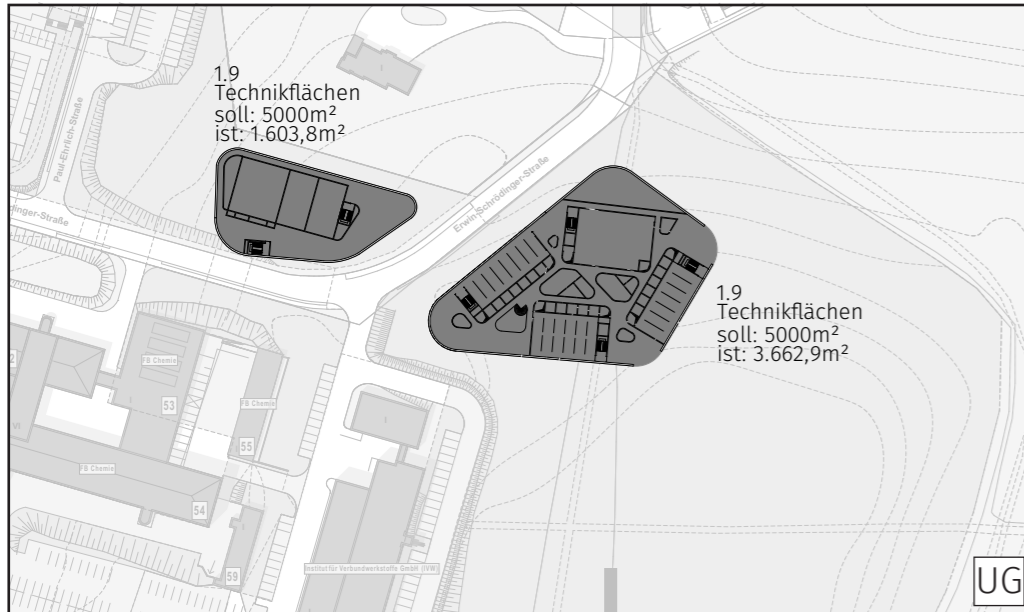 1.9
Technikflächen
soll: 5000m²
ist: 1.603,8m²
Paul-Ehrlich-Straße
dinger-Straße
Erwin-Schrödinger-Straße
1.9
Technikflächen
soll: 5000m²
ist: 3.662,9m²
FB Chemie
53
FB Chemie
55
VI
FB Chemie
54
59
Institut für Verbundwerkstoffe GmbH (IVW)
UG